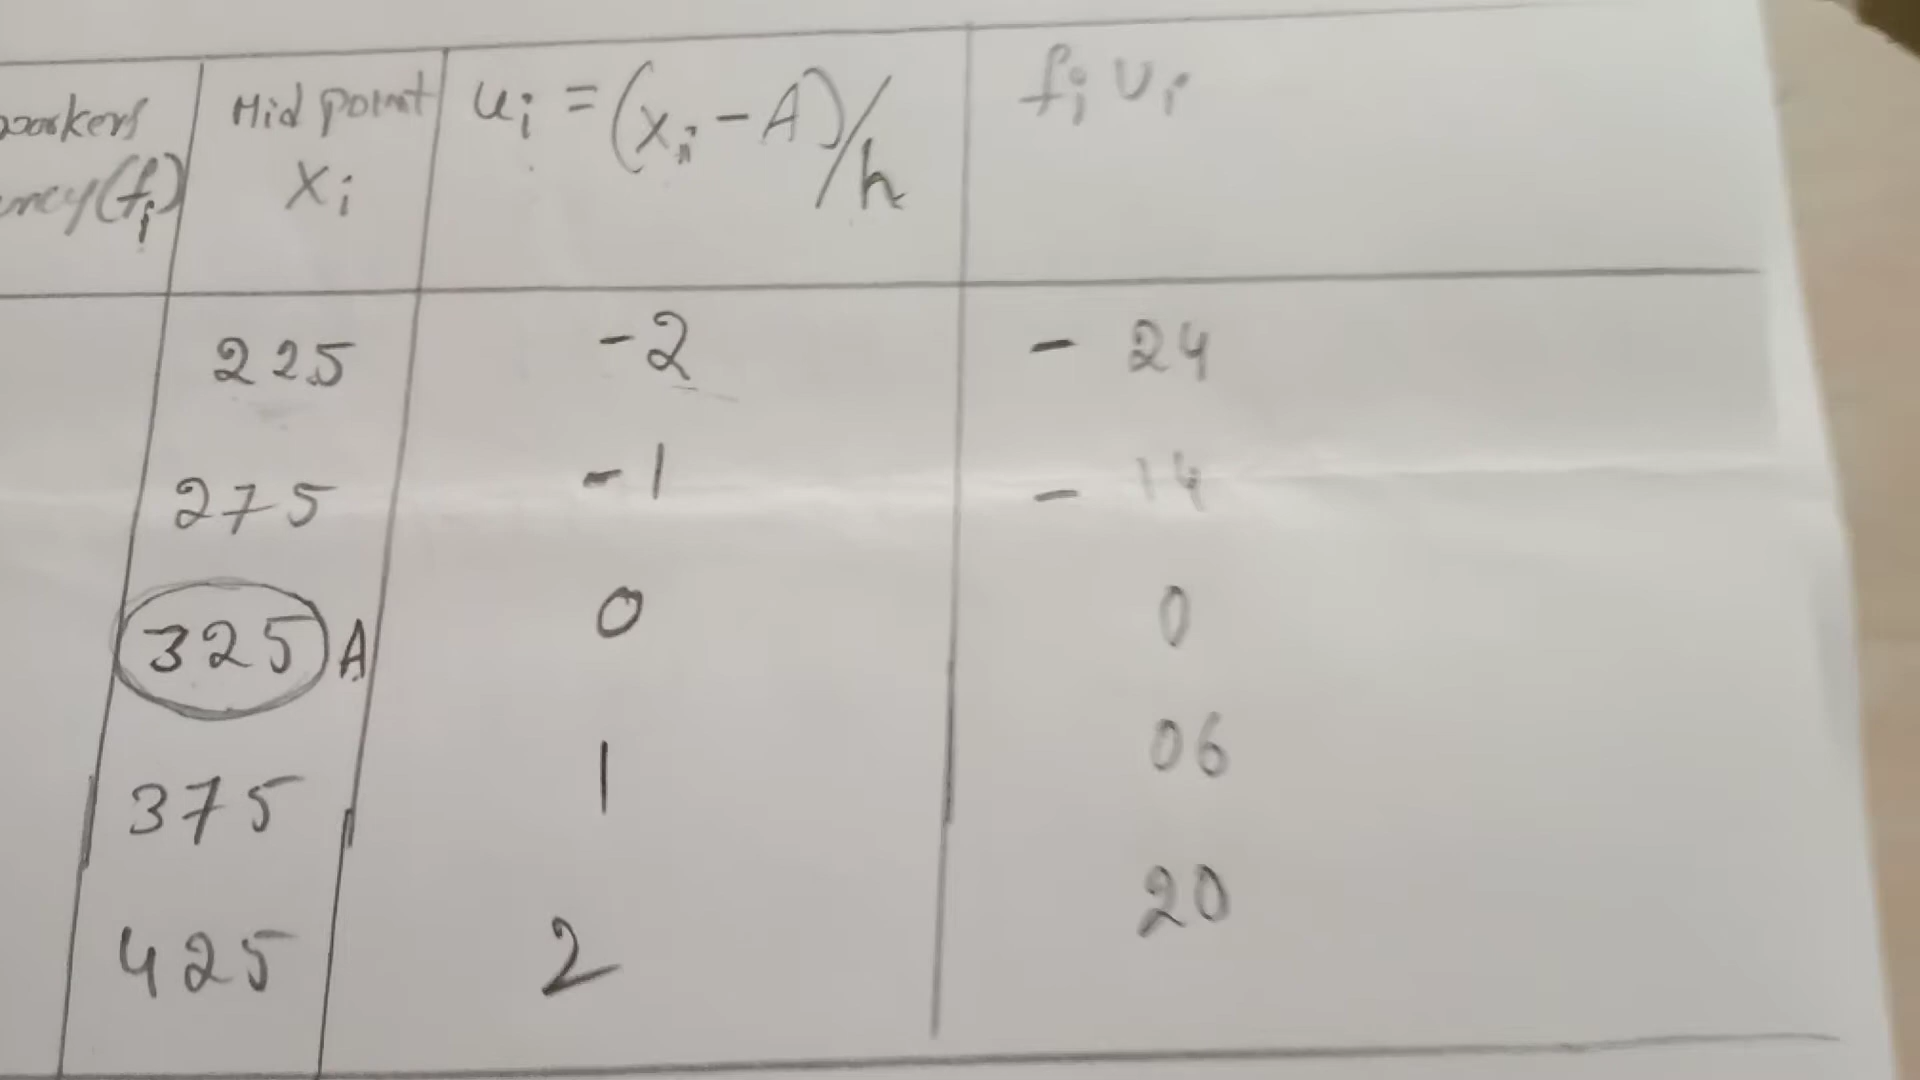 workers
ency(fi)
Mid point
xi
ui = (xi - A)/h
fiui
225 -2 - 24
275 -1 - 14
325 A 0 0
375 1 06
425 2 20